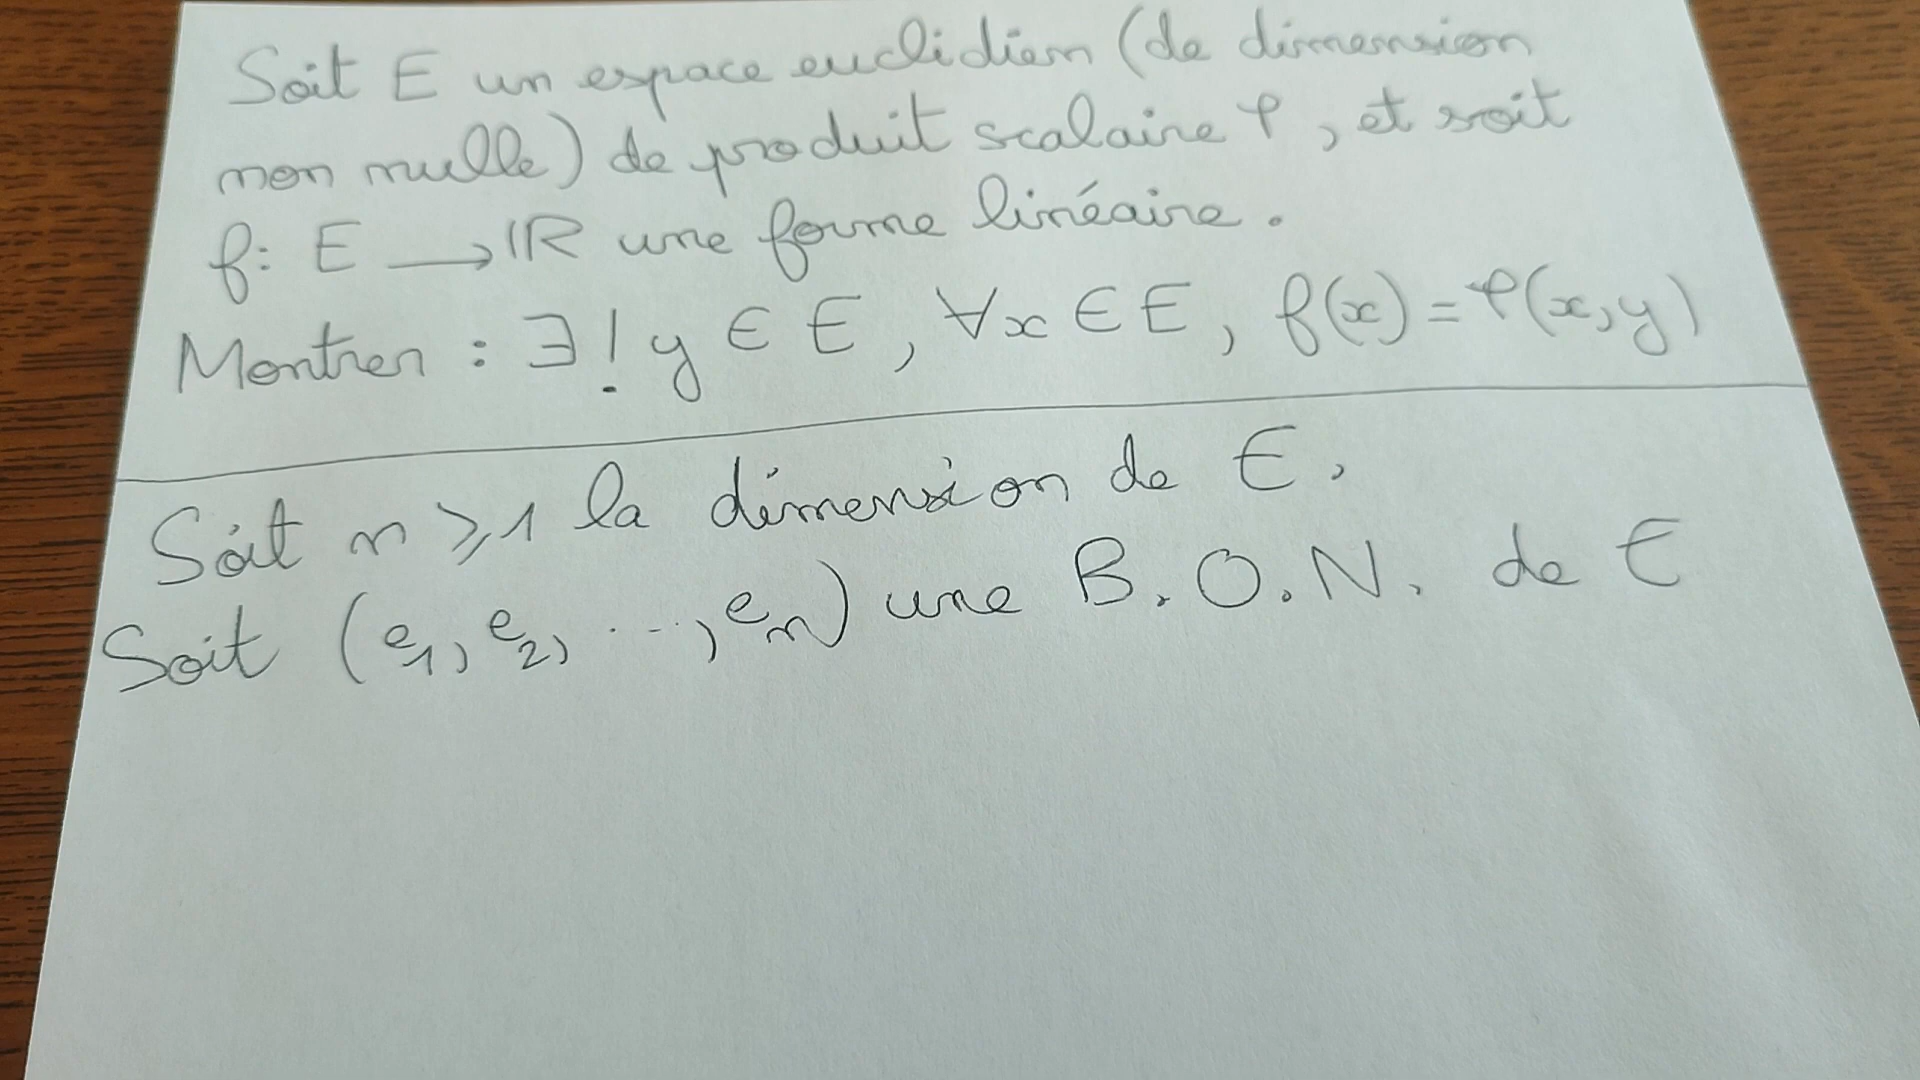 Soit E un espace euclidien (de dimension
non nulle) de produit scalaire φ, et soit
f: E → ℝ une forme linéaire.
Montrer : ∃! y ∈ E, ∀x ∈ E, f(x) = φ(x,y)
Soit n ⩾ 1 la dimension de E.
Soit (e₁, e₂, ..., eₙ) une B.O.N. de E